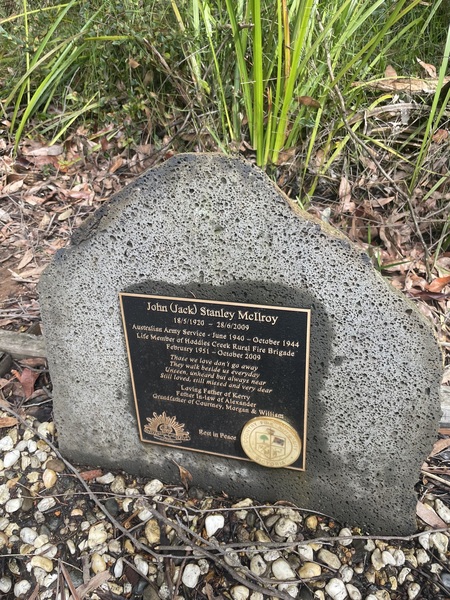 John (Jack) Stanley McIlroy
18/5/1920 – 28/6/2009
Australian Army Service - June 1940 – October 1944
Life Member of Hoddles Creek Rural Fire Brigade
February 1951 – October 2009
Those we love don't go away
They walk beside us everyday
Unseen, unheard but always near
Still loved, still missed and very dear
Loving Father of Kerry
Father in-law of Alexander
Grandfather of Courney, Morgan & William
Rest in Peace